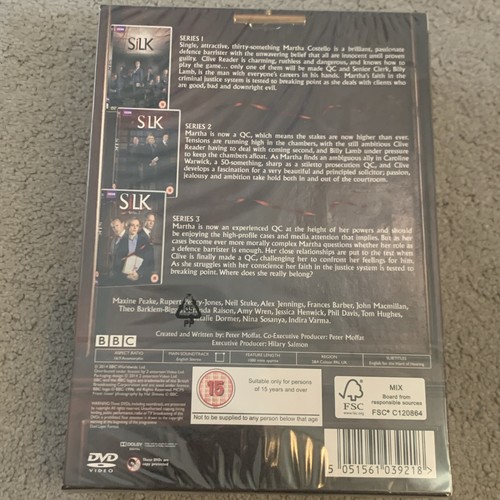 SILK
SERIES 1
Single, attractive, thirty-something Martha Costello is a brilliant, passionate
defence barrister with the unwavering belief that all are innocent until proven
guilty. Clive Reader is charming, ruthless and dangerous, and knows how to
play the game... only one of them will be made QC and Senior Clerk, Billy
Lamb, is the man with everyone's careers in his hands. Martha's faith in the
criminal Justice system is tested to breaking point as she deals with clients who
are good, bad and downright evil.
SILK
SERIES 2
Martha is now a QC, which means the stakes are now higher than ever.
Tensions are running high in the chambers, with the still ambitious Clive
Reader having to deal with coming second, and Billy Lamb under pressure
to keep the chambers afloat. As Martha finds an ambiguous ally in Caroline
Warwick, a 50-something, sharp as a stiletto prosecution QC, and Clive
develops a fascination for a very beautiful and principled solicitor; passion,
jealousy and ambition take hold both in and out of the courtroom.
SILK
SERIES 3
Martha is now an experienced QC at the height of her powers and should
be enjoying the high-profile cases and media attention that implies. But as her
cases become ever more morally complex Martha questions whether her role
as a defence barrister is enough. Her close relationships are put to the test when
Clive is finally made a QC, challenging her to confront her feelings for him.
As she struggles with her conscience her faith in the Justice system is tested to
breaking point. Where does she really belong?
Maxine Peake, Rupert Penry-Jones, Neil Stuke, Alex Jennings, Frances Barber, John Macmillan,
Theo Barklem-Biggs, Raison, Amy Wren, Jessica Henwick, Phil Davis, Tom Hughes,
Natalie Dormer, Nina Sosanya, Indira Varma.
Created and Written by: Peter Moffat. Co-Executive Producer: Peter Moffat
Executive Producer: Hilary Salmon
BBC
ASPECT RATIO
MAIN SOUNDTRACK
FEATURE LENGTH
REGION
SUBTITLES
15
Suitable only for persons
of 15 years and over
Not to be supplied to any person below that age
FSC
MIX
Board from
responsible sources
FSC® C120864
DVD
VIDEO
DOLBY
5 051561 039218